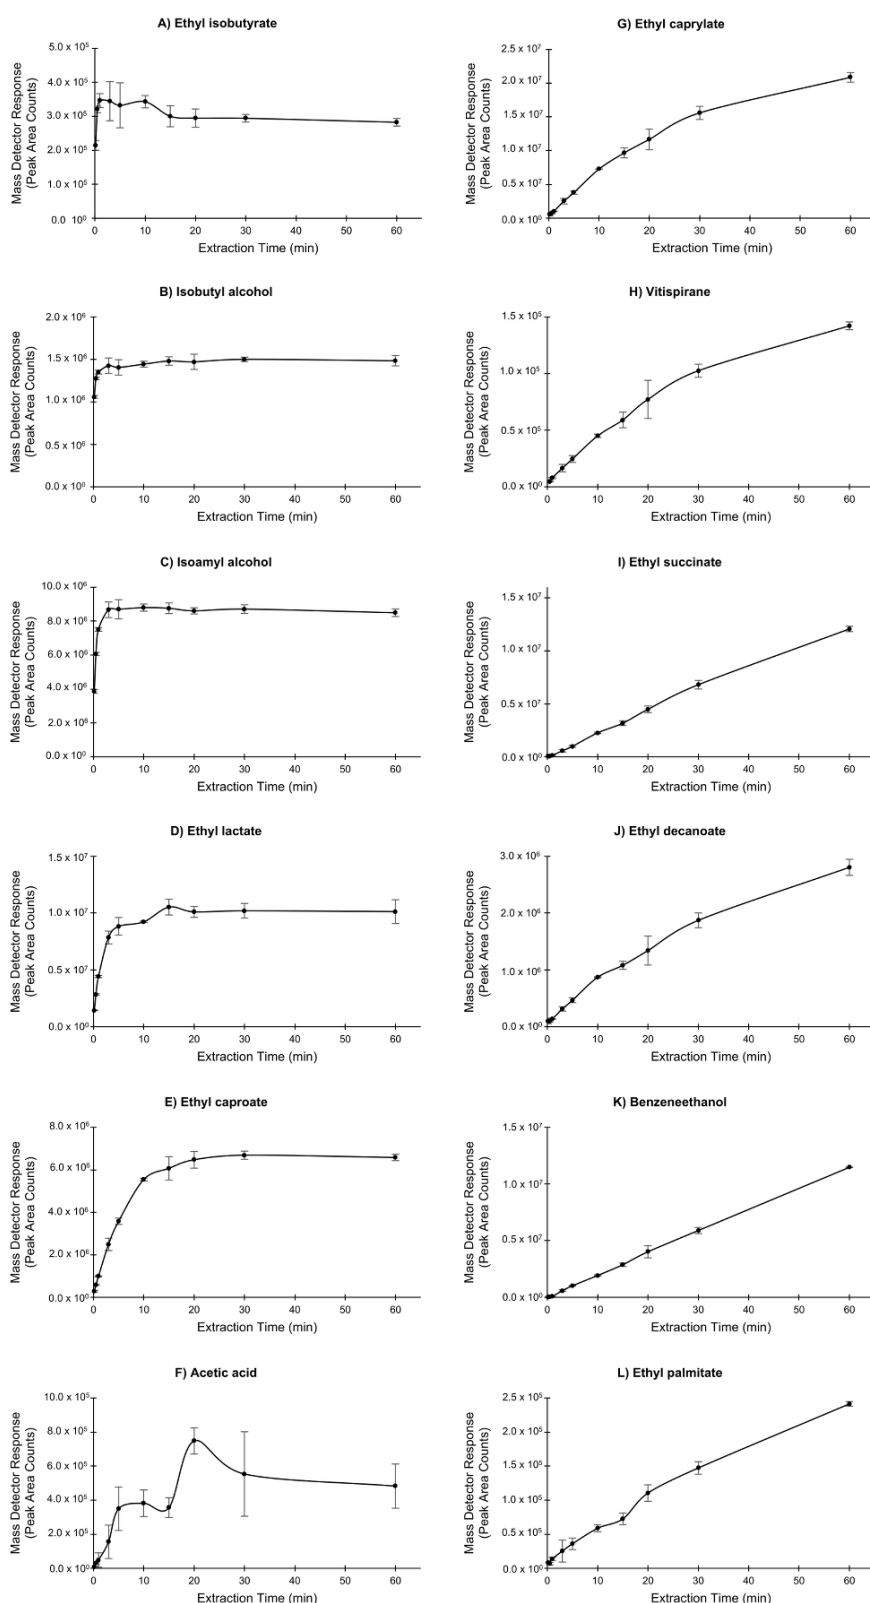 A) Ethyl isobutyrate
Mass Detector Response
(Peak Area Counts)
5.0 x 10⁵
4.0 x 10⁵
3.0 x 10⁵
2.0 x 10⁵
1.0 x 10⁵
0.0 10⁰
0 10 20 30 40 50 60
Extraction Time (min)
B) Isobutyl alcohol
Mass Detector Response
(Peak Area Counts)
2.0 x 10⁶
1.5 x 10⁶
1.0 x 10⁶
0.5 x 10⁶
0.0 x 10⁰
0 10 20 30 40 50 60
Extraction Time (min)
C) Isoamyl alcohol
Mass Detector Response
(Peak Area Counts)
10.0 x 10⁶
8.0 x 10⁶
6.0 x 10⁶
4.0 x 10⁶
2.0 x 10⁶
0.0 x 10⁰
0 10 20 30 40 50 60
Extraction Time (min)
D) Ethyl lactate
Mass Detector Response
(Peak Area Counts)
1.5 x 10⁷
1.0 x 10⁷
0.5 x 10⁷
0.0 x 10⁰
0 10 20 30 40 50 60
Extraction Time (min)
E) Ethyl caproate
Mass Detector Response
(Peak Area Counts)
8.0 x 10⁶
6.0 x 10⁶
4.0 x 10⁶
2.0 x 10⁶
0.0 x 10⁰
0 10 20 30 40 50 60
Extraction Time (min)
F) Acetic acid
Mass Detector Response
(Peak Area Counts)
10.0 x 10⁵
8.0 x 10⁵
6.0 x 10⁵
4.0 x 10⁵
2.0 x 10⁵
0.0 x 10⁰
0 10 20 30 40 50 60
Extraction Time (min)
G) Ethyl caprylate
Mass Detector Response
(Peak Area Counts)
2.5 x 10⁷
2.0 x 10⁷
1.5 x 10⁷
1.0 x 10⁷
0.5 x 10⁷
0.0 x 10⁰
0 10 20 30 40 50 60
Extraction Time (min)
H) Vitispirane
Mass Detector Response
(Peak Area Counts)
1.5 x 10⁵
1.0 x 10⁵
0.5 x 10⁵
0.0 x 10⁰
0 10 20 30 40 50 60
Extraction Time (min)
I) Ethyl succinate
Mass Detector Response
(Peak Area Counts)
1.5 x 10⁷
1.0 x 10⁷
0.5 x 10⁷
0.0 x 10⁰
0 10 20 30 40 50 60
Extraction Time (min)
J) Ethyl decanoate
Mass Detector Response
(Peak Area Counts)
3.0 x 10⁶
2.0 x 10⁶
1.0 x 10⁶
0.0 x 10⁰
0 10 20 30 40 50 60
Extraction Time (min)
K) Benzeneethanol
Mass Detector Response
(Peak Area Counts)
1.5 x 10⁷
1.0 x 10⁷
0.5 x 10⁷
0.0 x 10⁰
0 10 20 30 40 50 60
Extraction Time (min)
L) Ethyl palmitate
Mass Detector Response
(Peak Area Counts)
2.5 x 10⁵
2.0 x 10⁵
1.5 x 10⁵
1.0 x 10⁵
0.5 x 10⁵
0.0 x 10⁰
0 10 20 30 40 50 60
Extraction Time (min)